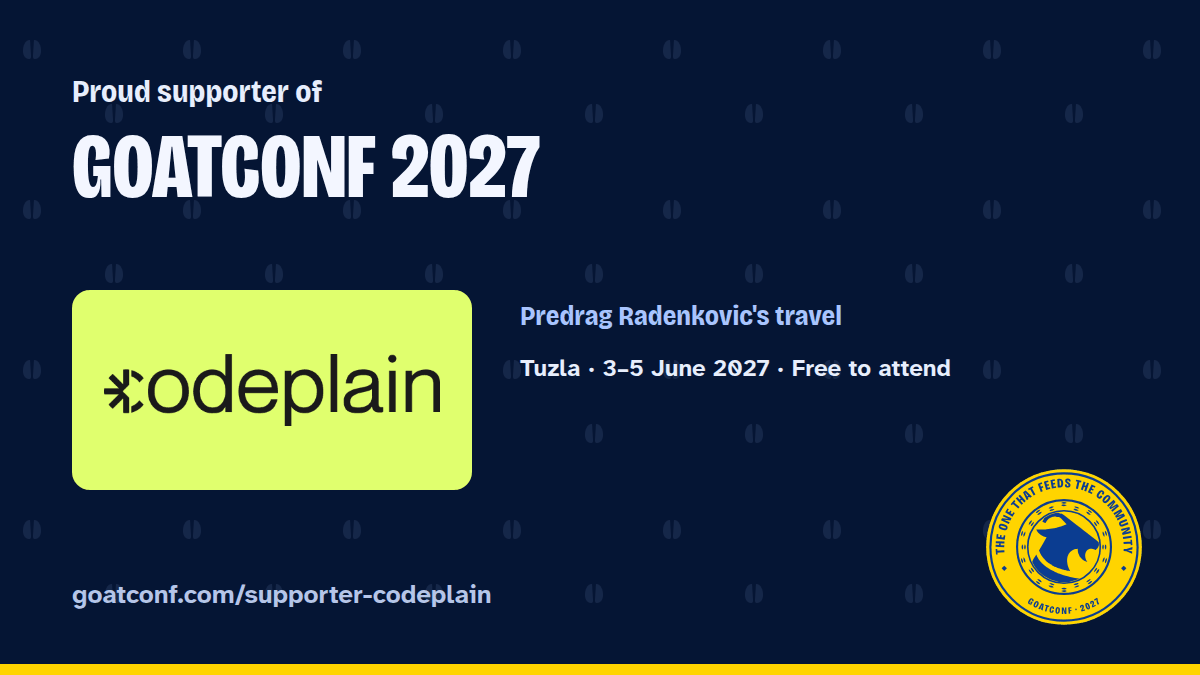 Proud supporter of
GOATCONF 2027
codeplain
Predrag Radenkovic's travel
Tuzla · 3–5 June 2027 · Free to attend
THE ONE THAT FEEDS THE COMMUNITY
GOATCONF · 2027
goatconf.com/supporter-codeplain